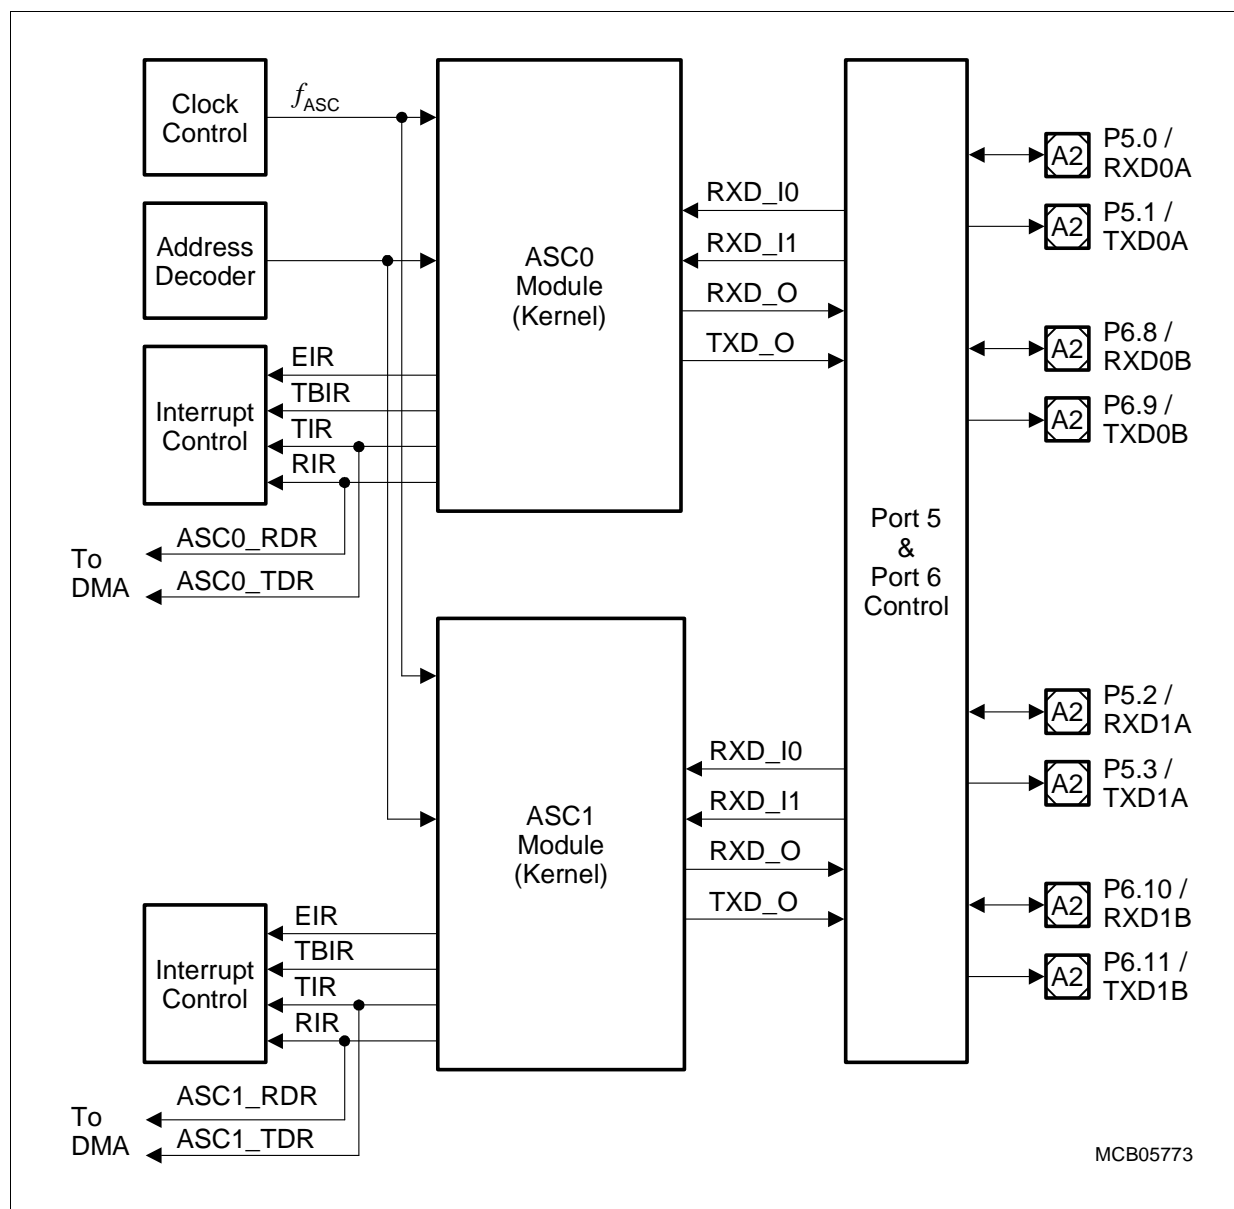 Clock
Control
fASC
Address
Decoder
Interrupt
Control
EIR
TBIR
TIR
RIR
To
DMA
ASC0_RDR
ASC0_TDR
ASC0
Module
(Kernel)
RXD_I0
RXD_I1
RXD_O
TXD_O
Port 5
&
Port 6
Control
A2
P5.0 /
RXD0A
A2
P5.1 /
TXD0A
A2
P6.8 /
RXD0B
A2
P6.9 /
TXD0B
ASC1
Module
(Kernel)
RXD_I0
RXD_I1
RXD_O
TXD_O
A2
P5.2 /
RXD1A
A2
P5.3 /
TXD1A
A2
P6.10 /
RXD1B
A2
P6.11 /
TXD1B
Interrupt
Control
EIR
TBIR
TIR
RIR
To
DMA
ASC1_RDR
ASC1_TDR
MCB05773